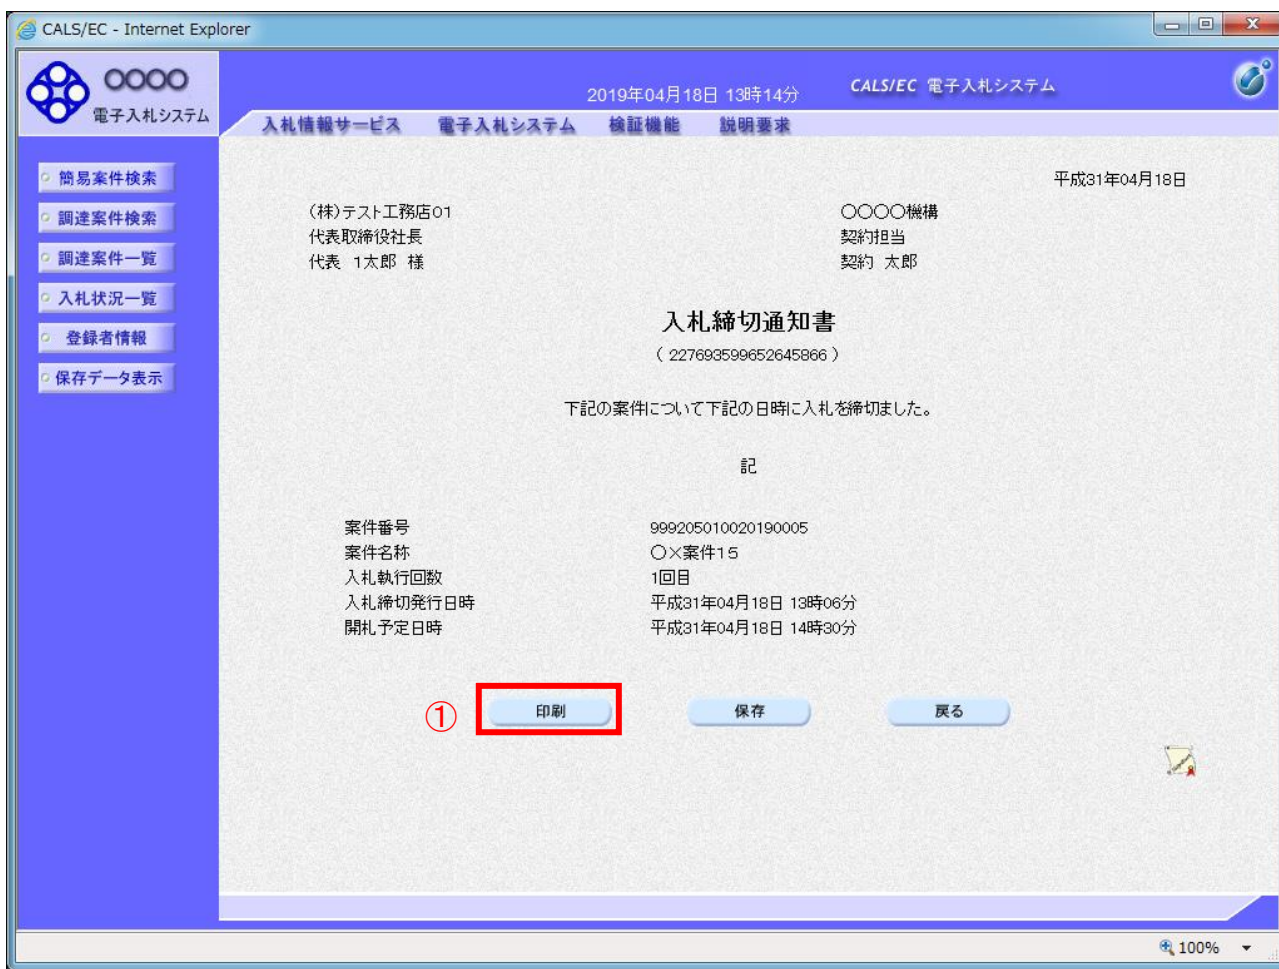 CALS/EC - Internet Explorer
〇〇〇〇
電子入札システム
2019年04月18日 13時14分
CALS/EC 電子入札システム
入札情報サービス 電子入札システム 検証機能 説明要求
簡易案件検索
調達案件検索
調達案件一覧
入札状況一覧
登録者情報
保存データ表示
平成31年04月18日
(株)テスト工務店01
代表取締役社長
代表 1太郎 様
〇〇〇〇機構
契約担当
契約 太郎
入札締切通知書
( 227693599652645866 )
下記の案件について下記の日時に入札を締切ました。
記
案件番号 999205010020190005
案件名称 〇×案件15
入札執行回数 1回目
入札締切発行日時 平成31年04月18日 13時06分
開札予定日時 平成31年04月18日 14時30分
① 印刷 保存 戻る
100%